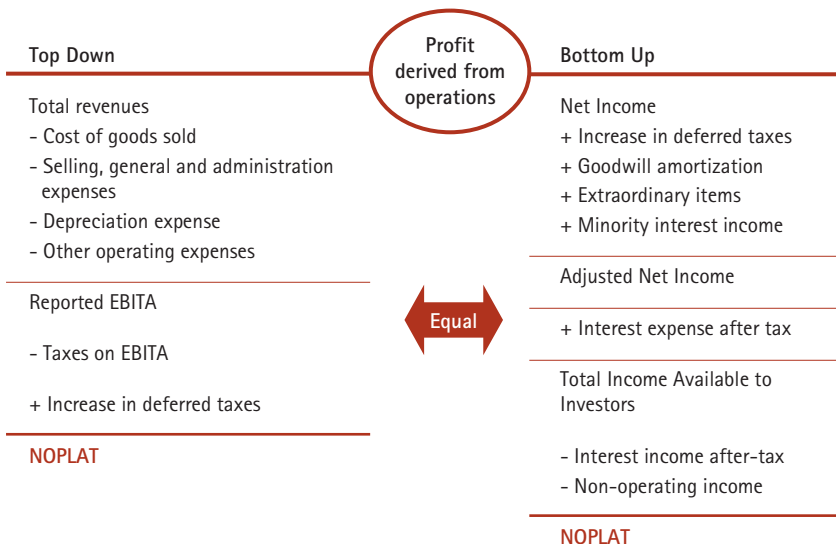 Top Down
Total revenues
- Cost of goods sold
- Selling, general and administration
expenses
- Depreciation expense
- Other operating expenses
Reported EBITA
- Taxes on EBITA
+ Increase in deferred taxes
NOPLAT
Profit
derived from
operations
Equal
Bottom Up
Net Income
+ Increase in deferred taxes
+ Goodwill amortization
+ Extraordinary items
+ Minority interest income
Adjusted Net Income
+ Interest expense after tax
Total Income Available to
Investors
- Interest income after-tax
- Non-operating income
NOPLAT